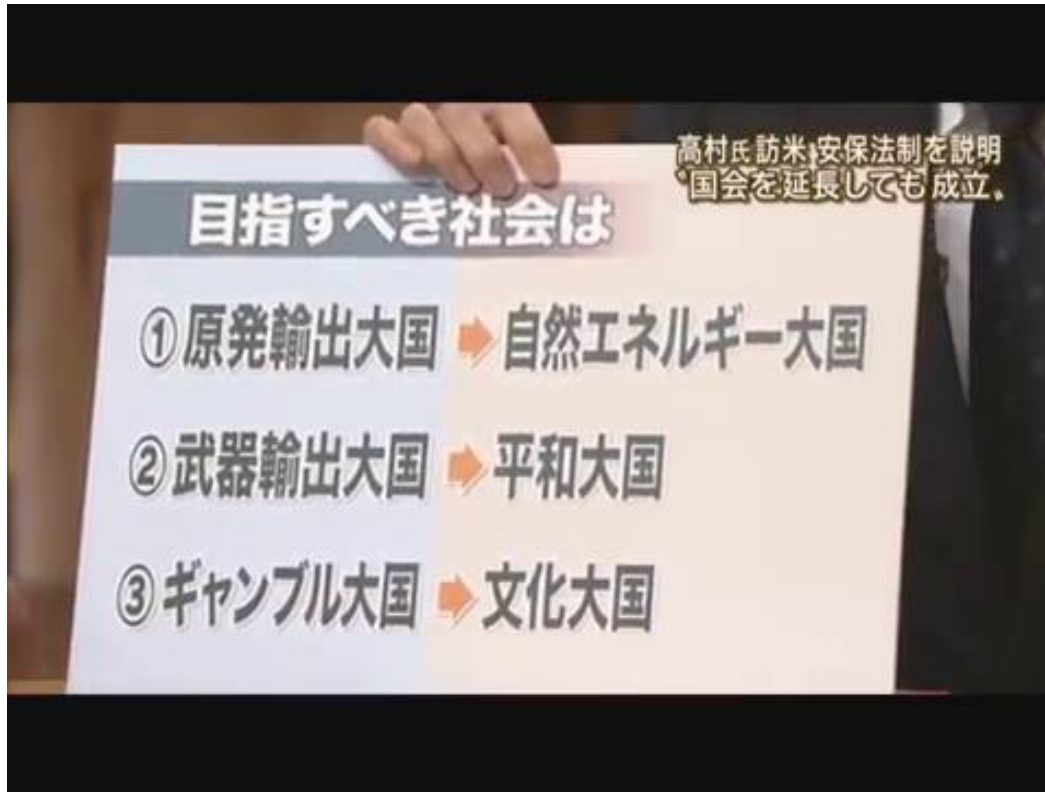 高村氏訪米 安保法制を説明
“国会を延長しても成立„
目指すべき社会は
①原発輸出大国➡自然エネルギー大国
②武器輸出大国➡平和大国
③ギャンブル大国➡文化大国